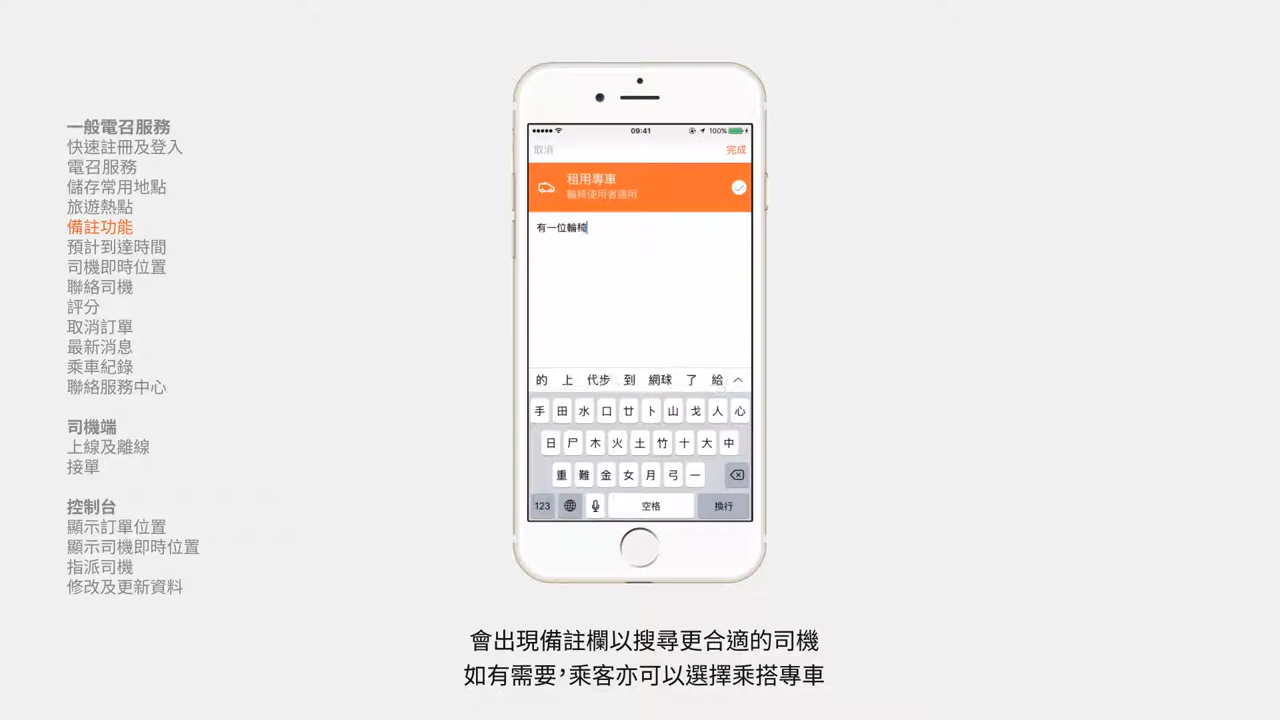 一般電召服務
快速註冊及登入
電召服務
儲存常用地點
旅遊熱點
備註功能
預計到達時間
司機即時位置
聯絡司機
評分
取消訂單
最新消息
乘車紀錄
聯絡服務中心
司機端
上線及離線
接單
控制台
顯示訂單位置
顯示司機即時位置
指派司機
修改及更新資料
09:41 100%
取消 完成
租用專車
輪椅使用者適用
有一位輪椅
的 上 代步 到 網球 了 給
手 田 水 口 廿 卜 山 戈 人 心
日 尸 木 火 土 竹 十 大 中
重 難 金 女 月 弓 一
123 空格 換行
會出現備註欄以搜尋更合適的司機
如有需要，乘客亦可以選擇乘搭專車